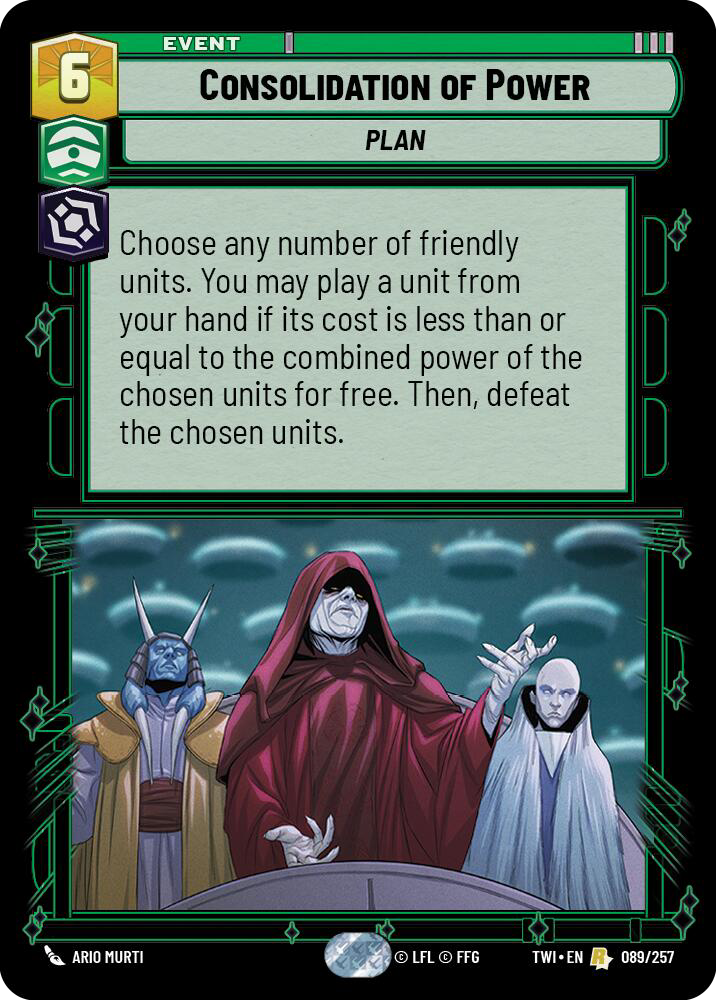 EVENT
6
Consolidation of Power
PLAN
Choose any number of friendly
units. You may play a unit from
your hand if its cost is less than or
equal to the combined power of the
chosen units for free. Then, defeat
the chosen units.
ARIO MURTI
© LFL © FFG
TWI • EN R 089/257